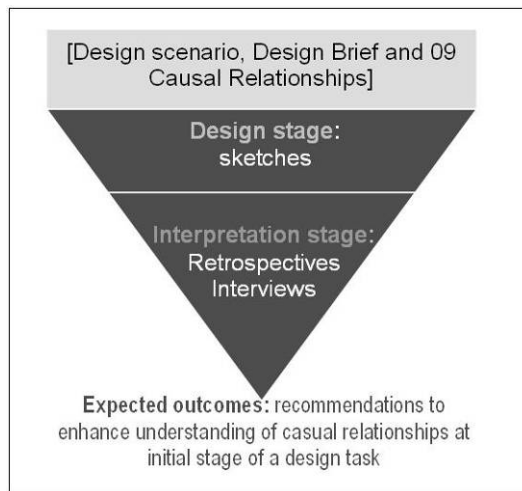 [Design scenario, Design Brief and 09
Causal Relationships]
Design stage:
sketches
Interpretation stage:
Retrospectives
Interviews
Expected outcomes: recommendations to
enhance understanding of casual relationships at
initial stage of a design task